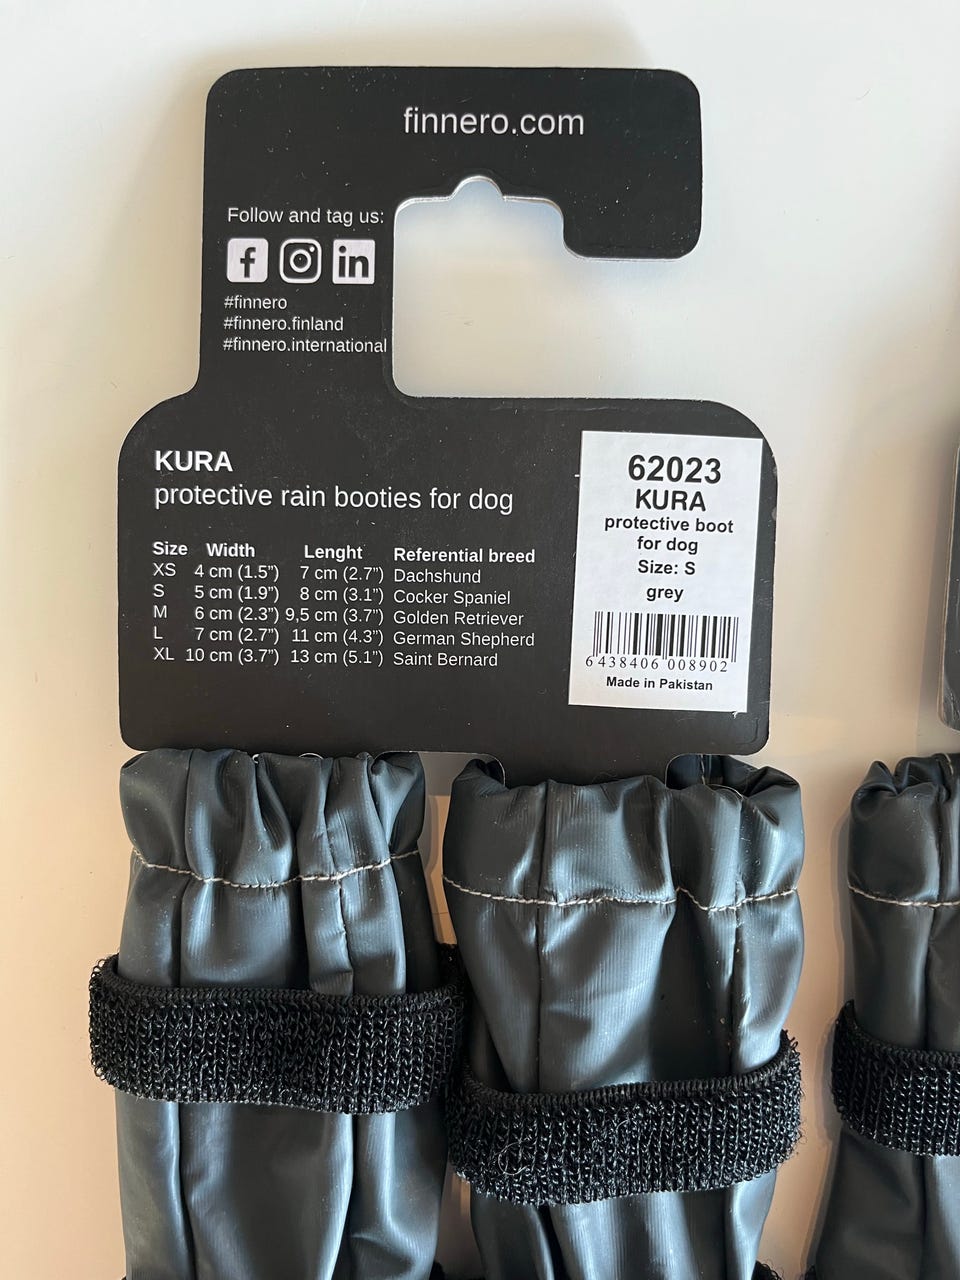 finnero.com
Follow and tag us:
#finnero
#finnero.finland
#finnero.international
KURA
protective rain booties for dog
Size Width Lenght Referential breed
XS 4 cm (1.5”) 7 cm (2.7”) Dachshund
S 5 cm (1.9”) 8 cm (3.1”) Cocker Spaniel
M 6 cm (2.3”) 9,5 cm (3.7”) Golden Retriever
L 7 cm (2.7”) 11 cm (4.3”) German Shepherd
XL 10 cm (3.7”) 13 cm (5.1”) Saint Bernard
62023
KURA
protective boot
for dog
Size: S
grey
6 438406 008902
Made in Pakistan